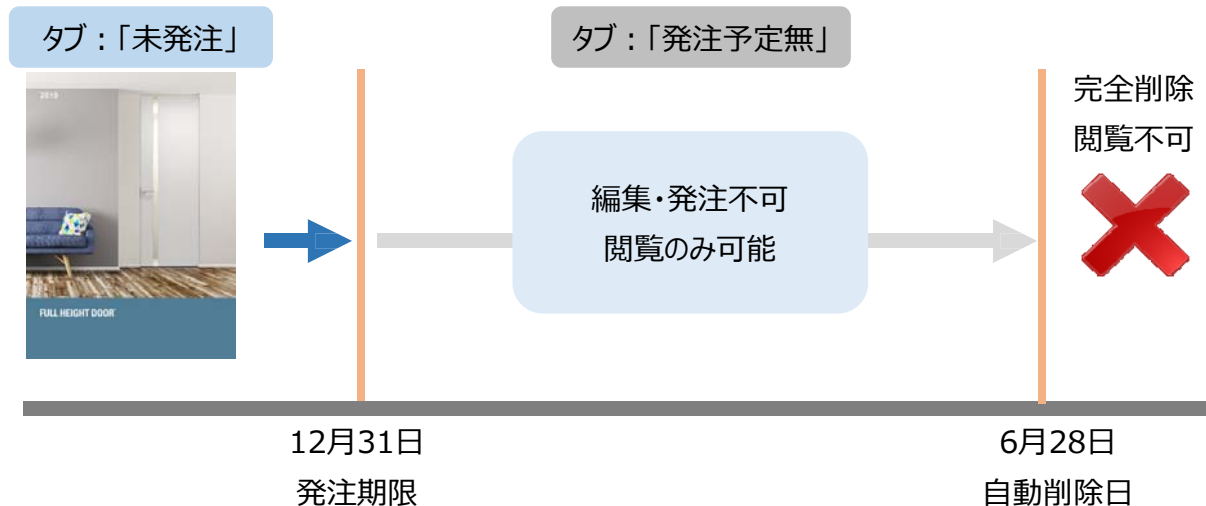 タブ：「未発注」
タブ：「発注予定無」
2019
FULL HEIGHT DOOR
編集・発注不可
閲覧のみ可能
完全削除
閲覧不可
12月31日
発注期限
6月28日
自動削除日